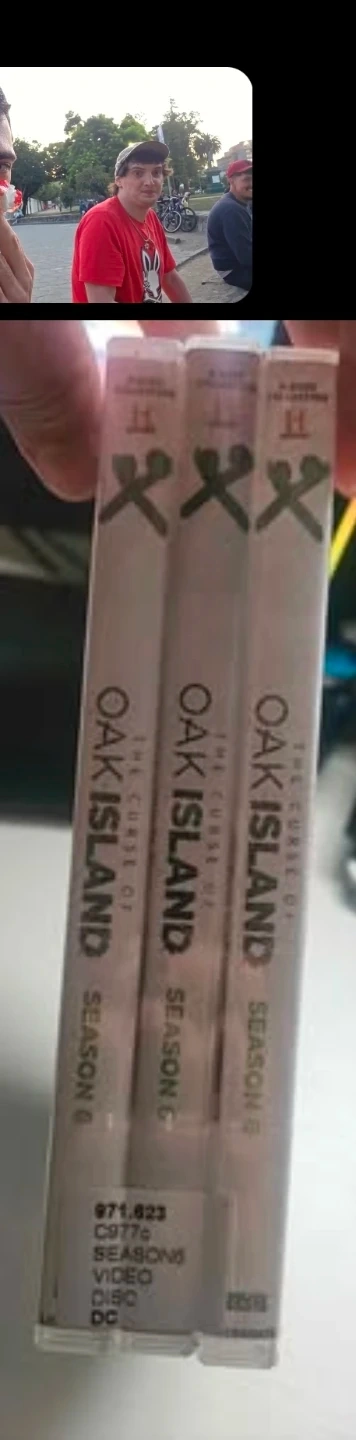 H
H
THE CURSE OF
OAK ISLAND
SEASON 6
THE CURSE OF
OAK ISLAND
SEASON 6
THE CURSE OF
OAK ISLAND
SEASON 6
971.623
C977c
SEASON6
VIDEO
DISC
DC